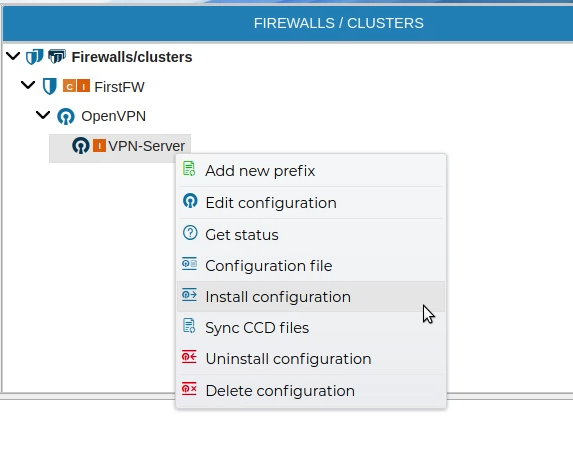 FIREWALLS / CLUSTERS
Firewalls/clusters
C I FirstFW
OpenVPN
I VPN-Server
Add new prefix
Edit configuration
Get status
Configuration file
Install configuration
Sync CCD files
Uninstall configuration
Delete configuration